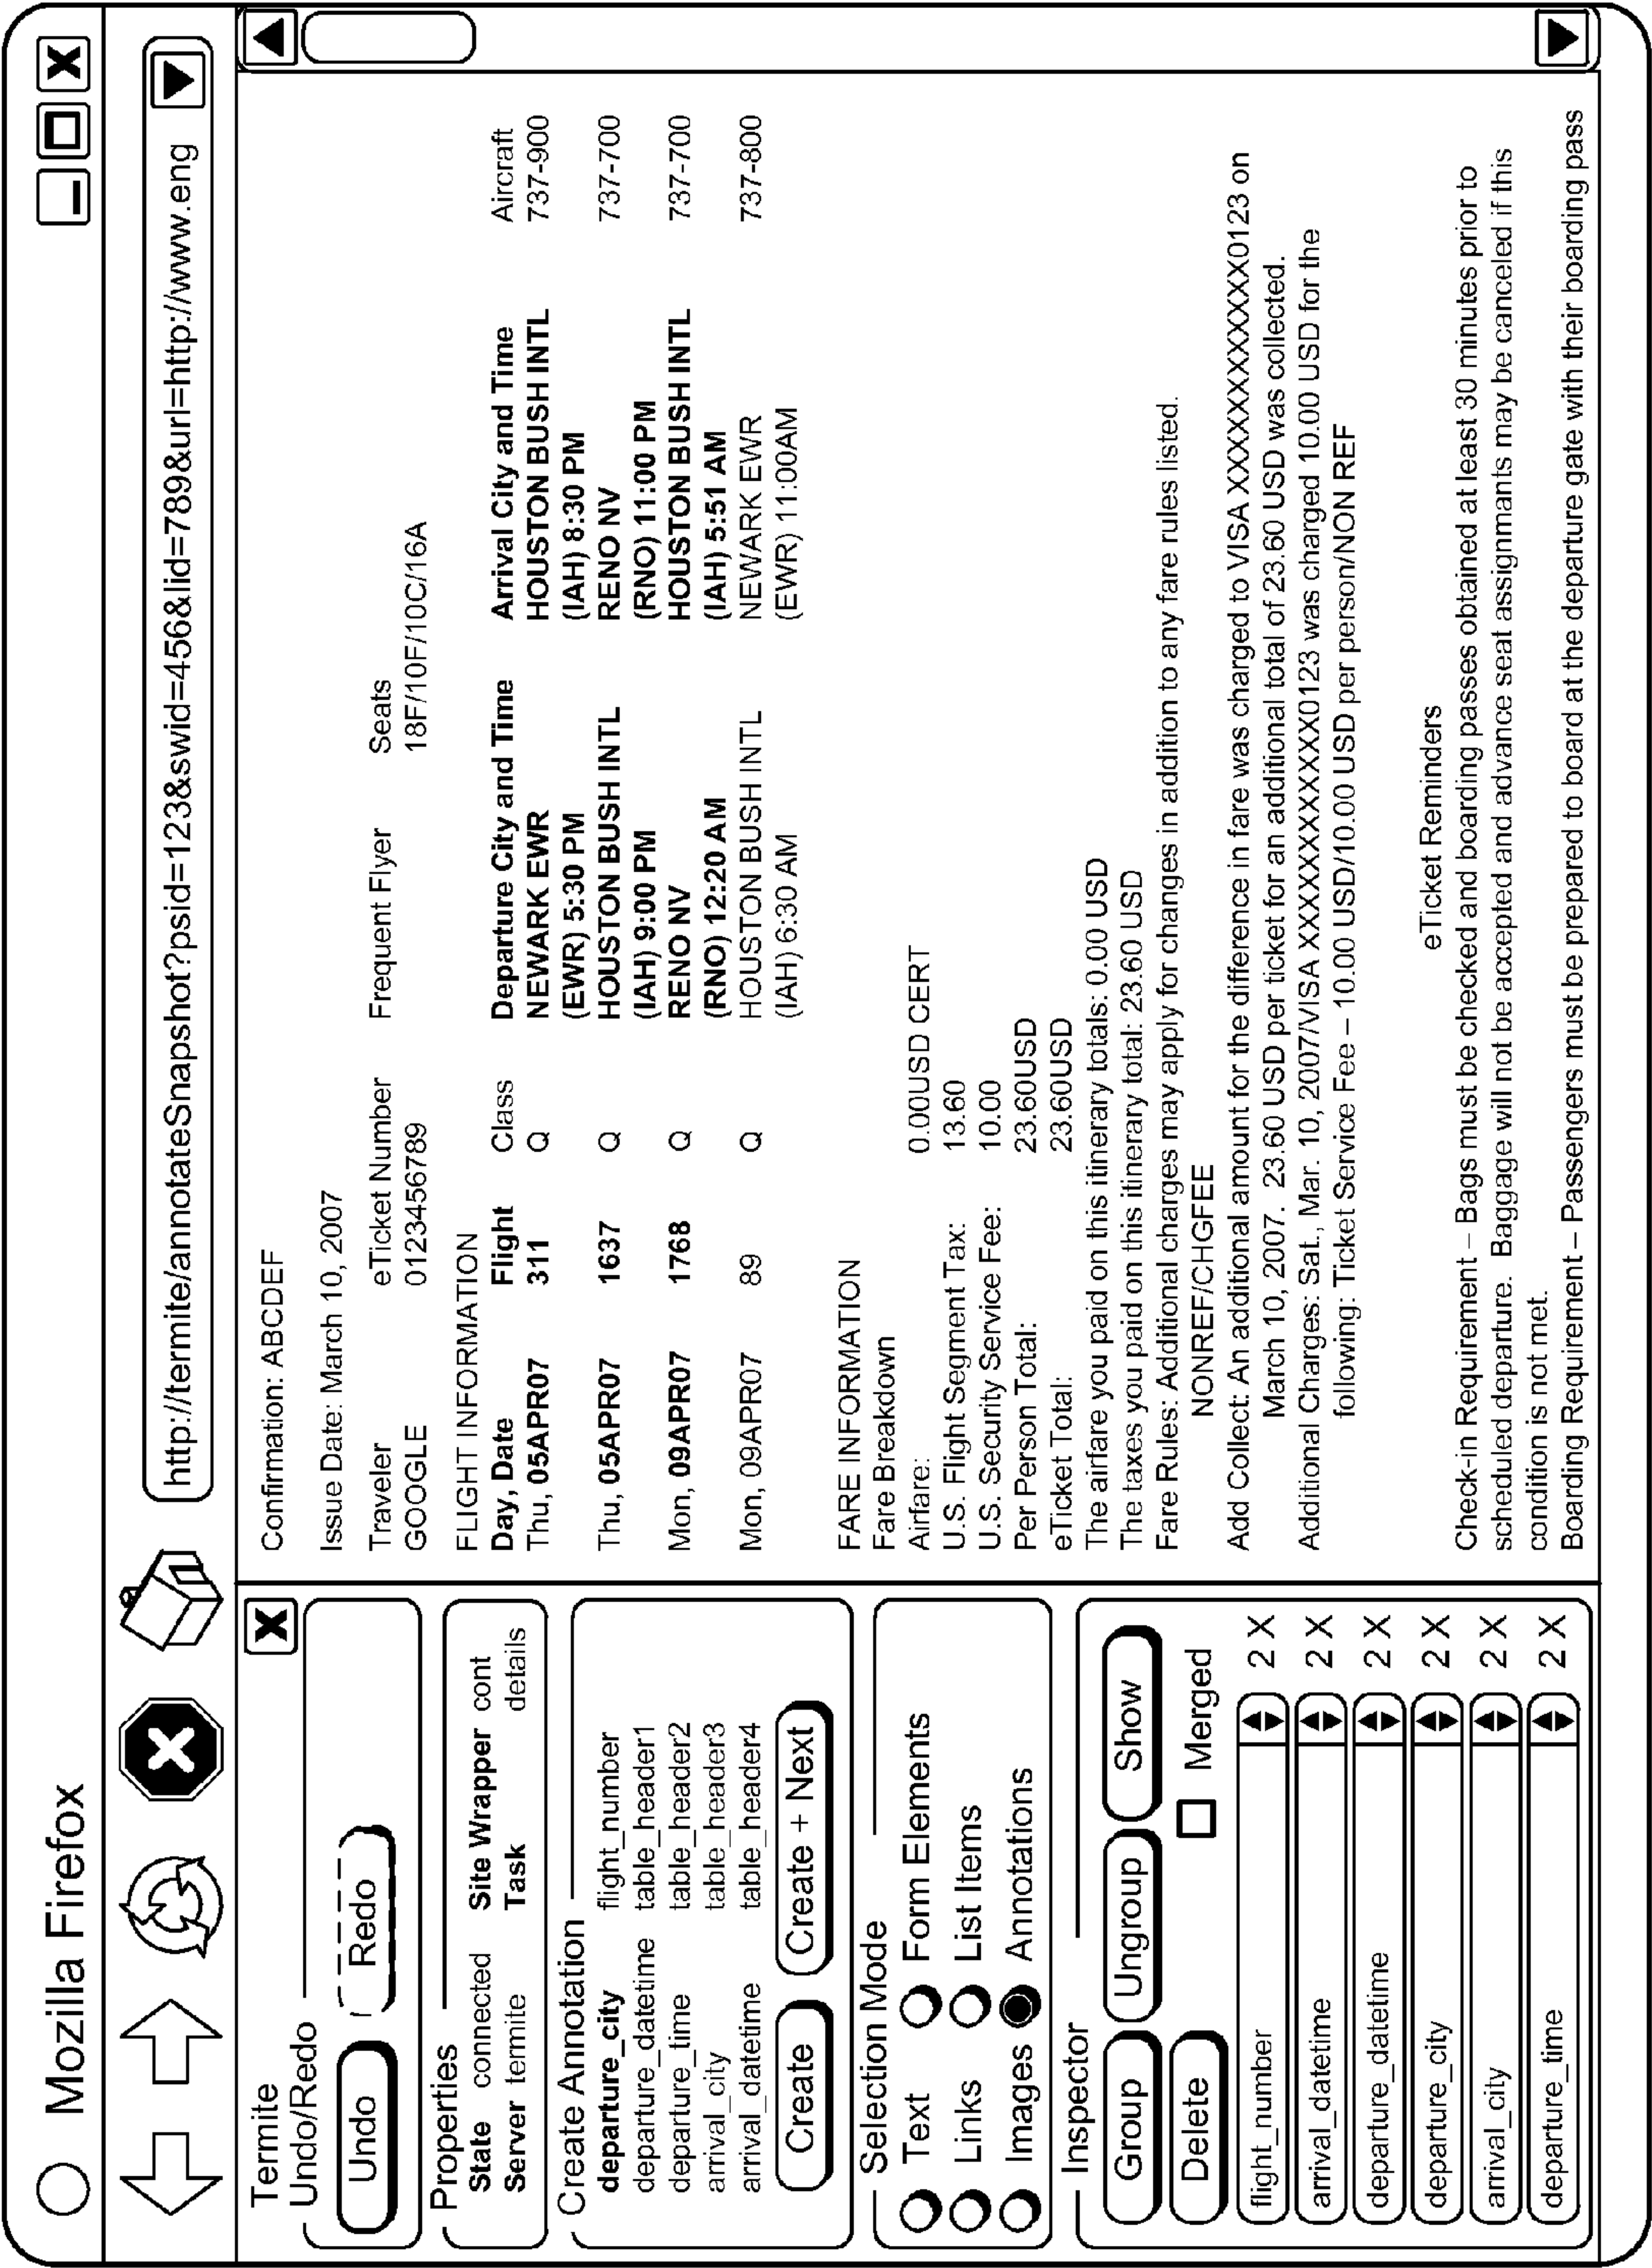 Mozilla Firefox
http://termite/annotateSnapshot?psid=123&swid=456&lid=789&url=http://www.eng
Termite
Undo/Redo
Undo Redo
Properties
State connected Site Wrapper cont
Server termite Task details
Create Annotation
departure_city flight_number
departure_datetime table_header1
departure_time table_header2
arrival_city table_header3
arrival_datetime table_header4
Create Create + Next
Selection Mode
Text Form Elements
Links List Items
Images Annotations
Inspector
Group Ungroup Show
Delete Merged
flight_number 2 X
arrival_datetime 2 X
departure_datetime 2 X
departure_city 2 X
arrival_city 2 X
departure_time 2 X
Confirmation: ABCDEF
Issue Date: March 10, 2007
Traveler eTicket Number Frequent Flyer Seats
GOOGLE 0123456789 18F/10F/10C/16A
FLIGHT INFORMATION
Day, Date Flight Class Departure City and Time Arrival City and Time Aircraft
Thu, 05APR07 311 Q NEWARK EWR HOUSTON BUSH INTL 737-900
(EWR) 5:30 PM (IAH) 8:30 PM
Thu, 05APR07 1637 Q HOUSTON BUSH INTL RENO NV 737-700
(IAH) 9:00 PM (RNO) 11:00 PM
Mon, 09APR07 1768 Q RENO NV HOUSTON BUSH INTL 737-700
(RNO) 12:20 AM (IAH) 5:51 AM
Mon, 09APR07 89 Q HOUSTON BUSH INTL NEWARK EWR 737-800
(IAH) 6:30 AM (EWR) 11:00AM
FARE INFORMATION
Fare Breakdown
Airfare: 0.00USD CERT
U.S. Flight Segment Tax: 13.60
U.S. Security Service Fee: 10.00
Per Person Total: 23.60USD
eTicket Total: 23.60USD
The airfare you paid on this itinerary totals: 0.00 USD
The taxes you paid on this itinerary total: 23.60 USD
Fare Rules: Additional charges may apply for changes in addition to any fare rules listed.
NONREF/CHGFEE
Add Collect: An additional amount for the difference in fare was charged to VISA XXXXXXXXXXXX0123 on
March 10, 2007. 23.60 USD per ticket for an additional total of 23.60 USD was collected.
Additional Charges: Sat., Mar. 10, 2007/VISA XXXXXXXXXXXX0123 was charged 10.00 USD for the
following: Ticket Service Fee – 10.00 USD/10.00 USD per person/NON REF
eTicket Reminders
Check-in Requirement – Bags must be checked and boarding passes obtained at least 30 minutes prior to
scheduled departure. Baggage will not be accepted and advance seat assignmants may be canceled if this
condition is not met.
Boarding Requirement – Passengers must be prepared to board at the departure gate with their boarding pass